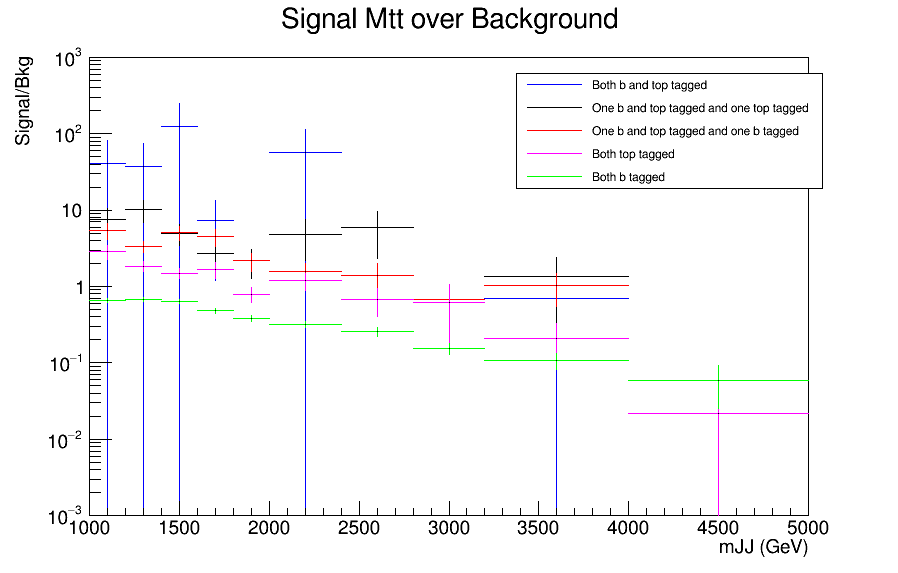 Signal Mtt over Background
Signal/Bkg
10³
10²
10
1
10⁻¹
10⁻²
10⁻³
Both b and top tagged
One b and top tagged and one top tagged
One b and top tagged and one b tagged
Both top tagged
Both b tagged
1000 1500 2000 2500 3000 3500 4000 4500 5000
mJJ (GeV)